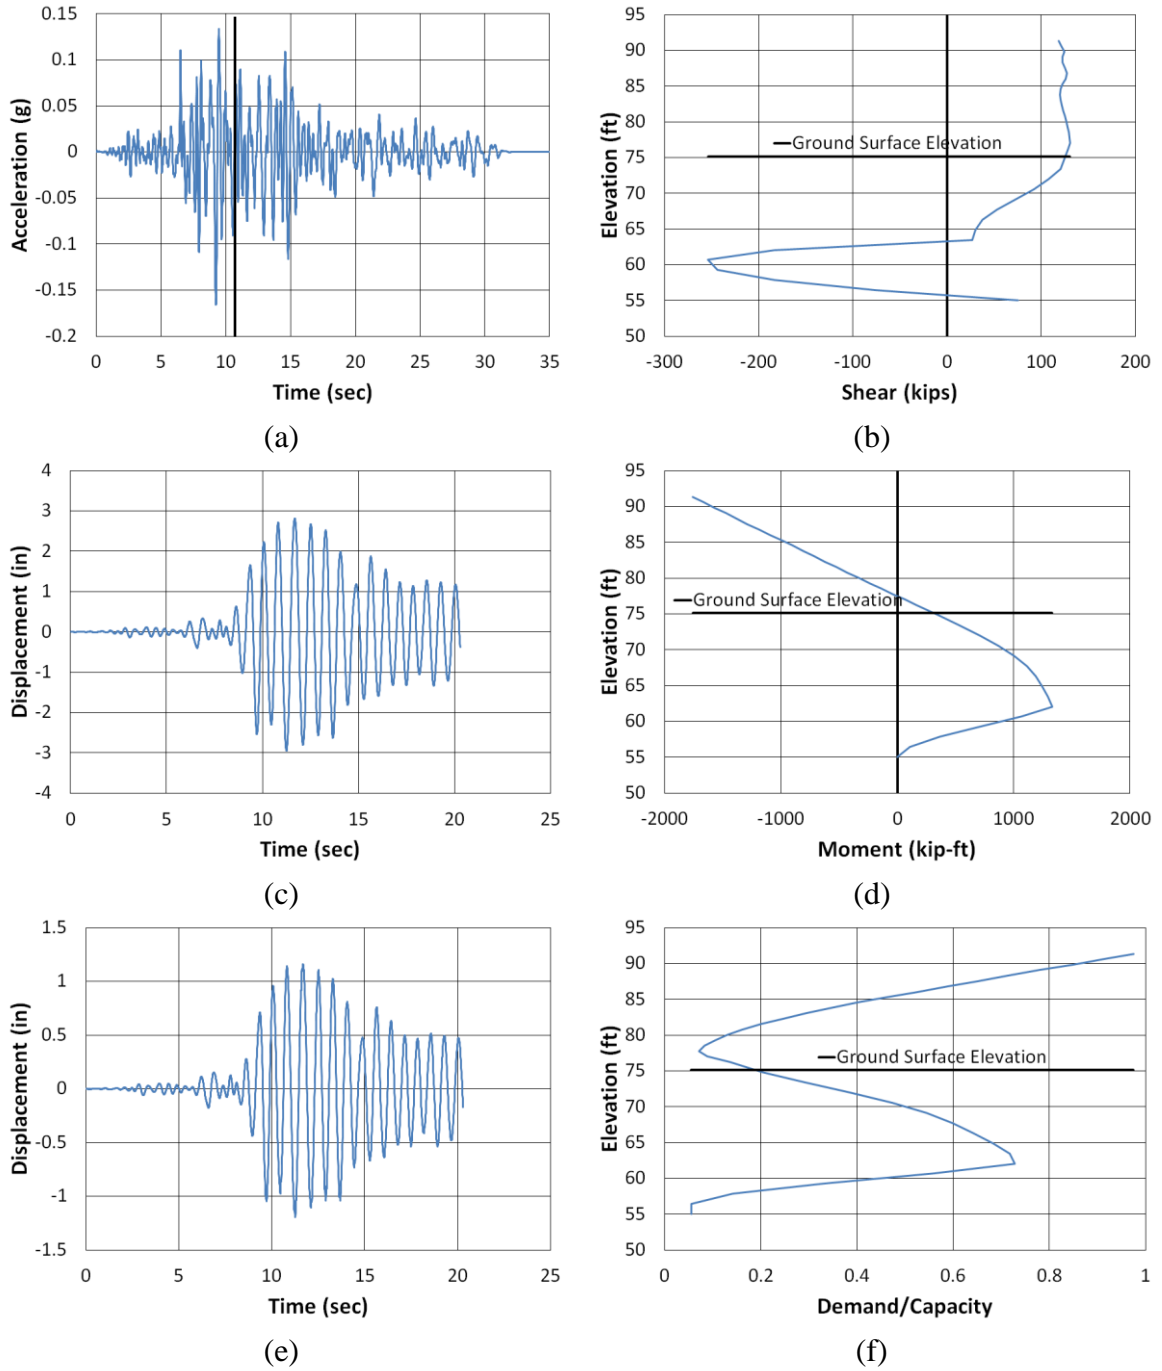 0.15
0.1
0.05
0
-0.05
-0.1
-0.15
-0.2
Acceleration (g)
0 5 10 15 20 25 30 35
Time (sec)
(a)
95
90
85
80
75
70
65
60
55
50
Elevation (ft)
Ground Surface Elevation
-300 -200 -100 0 100 200
Shear (kips)
(b)
4
3
2
1
0
-1
-2
-3
-4
Displacement (in)
0 5 10 15 20 25
Time (sec)
(c)
95
90
85
80
75
70
65
60
55
50
Elevation (ft)
Ground Surface Elevation
-2000 -1000 0 1000 2000
Moment (kip-ft)
(d)
1.5
1
0.5
0
-0.5
-1
-1.5
Displacement (in)
0 5 10 15 20 25
Time (sec)
(e)
95
90
85
80
75
70
65
60
55
50
Elevation (ft)
Ground Surface Elevation
0 0.2 0.4 0.6 0.8 1
Demand/Capacity
(f)